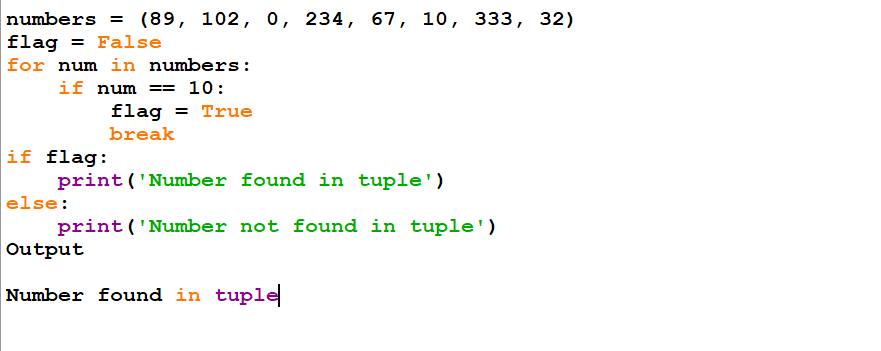 numbers = (89, 102, 0, 234, 67, 10, 333, 32)
flag = False
for num in numbers:
    if num == 10:
        flag = True
        break
if flag:
    print('Number found in tuple')
else:
    print('Number not found in tuple')
Output
Number found in tuple